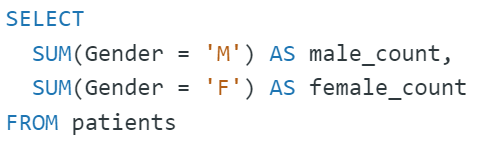 SELECT
  SUM(Gender = 'M') AS male_count,
  SUM(Gender = 'F') AS female_count
FROM patients